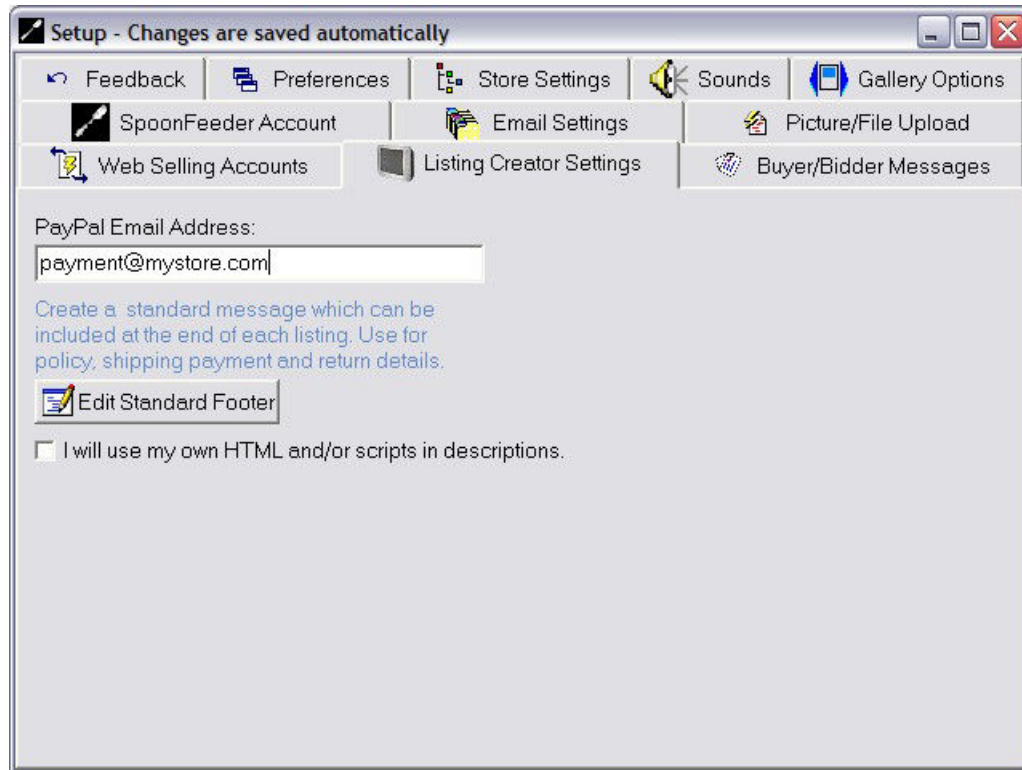 Setup - Changes are saved automatically
Feedback Preferences Store Settings Sounds Gallery Options
SpoonFeeder Account Email Settings Picture/File Upload
Web Selling Accounts Listing Creator Settings Buyer/Bidder Messages
PayPal Email Address:
payment@mystore.com
Create a standard message which can be
included at the end of each listing. Use for
policy, shipping payment and return details.
Edit Standard Footer
I will use my own HTML and/or scripts in descriptions.